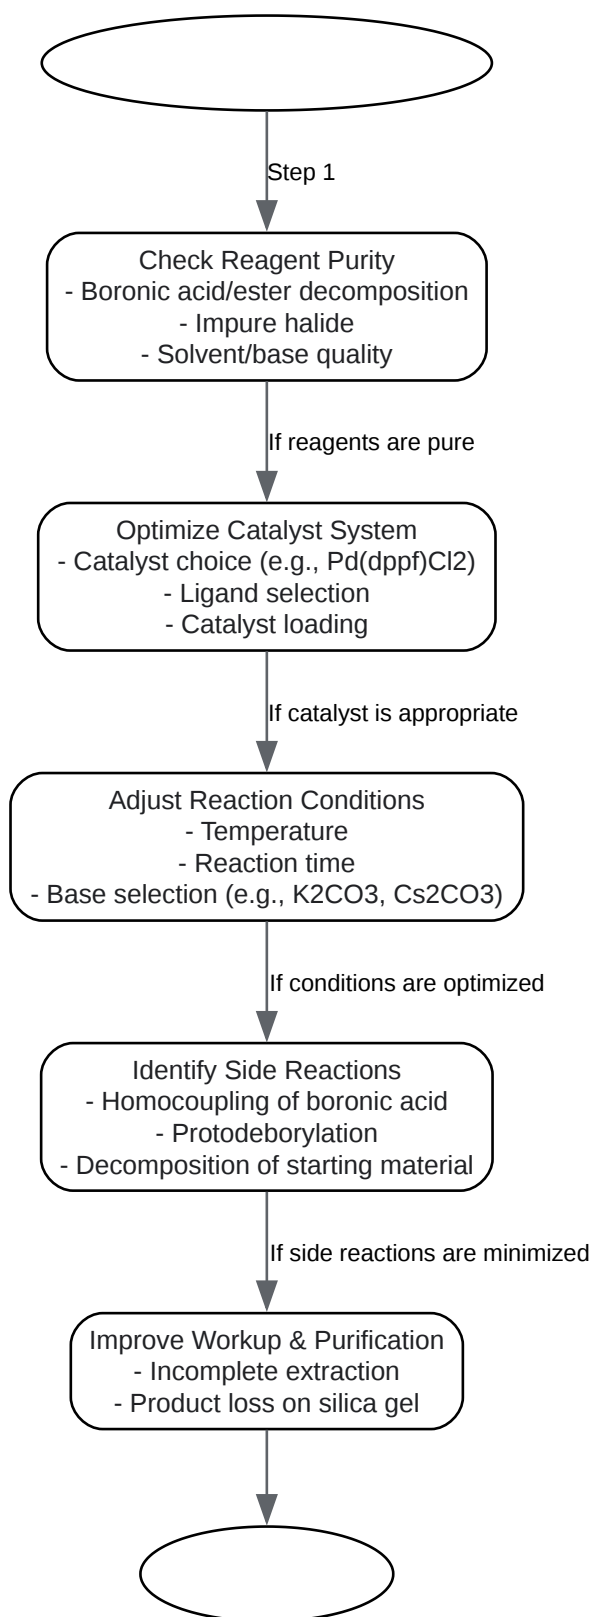 Step 1
Check Reagent Purity
- Boronic acid/ester decomposition
- Impure halide
- Solvent/base quality
If reagents are pure
Optimize Catalyst System
- Catalyst choice (e.g., Pd(dppf)Cl2)
- Ligand selection
- Catalyst loading
If catalyst is appropriate
Adjust Reaction Conditions
- Temperature
- Reaction time
- Base selection (e.g., K2CO3, Cs2CO3)
If conditions are optimized
Identify Side Reactions
- Homocoupling of boronic acid
- Protodeborylation
- Decomposition of starting material
If side reactions are minimized
Improve Workup & Purification
- Incomplete extraction
- Product loss on silica gel